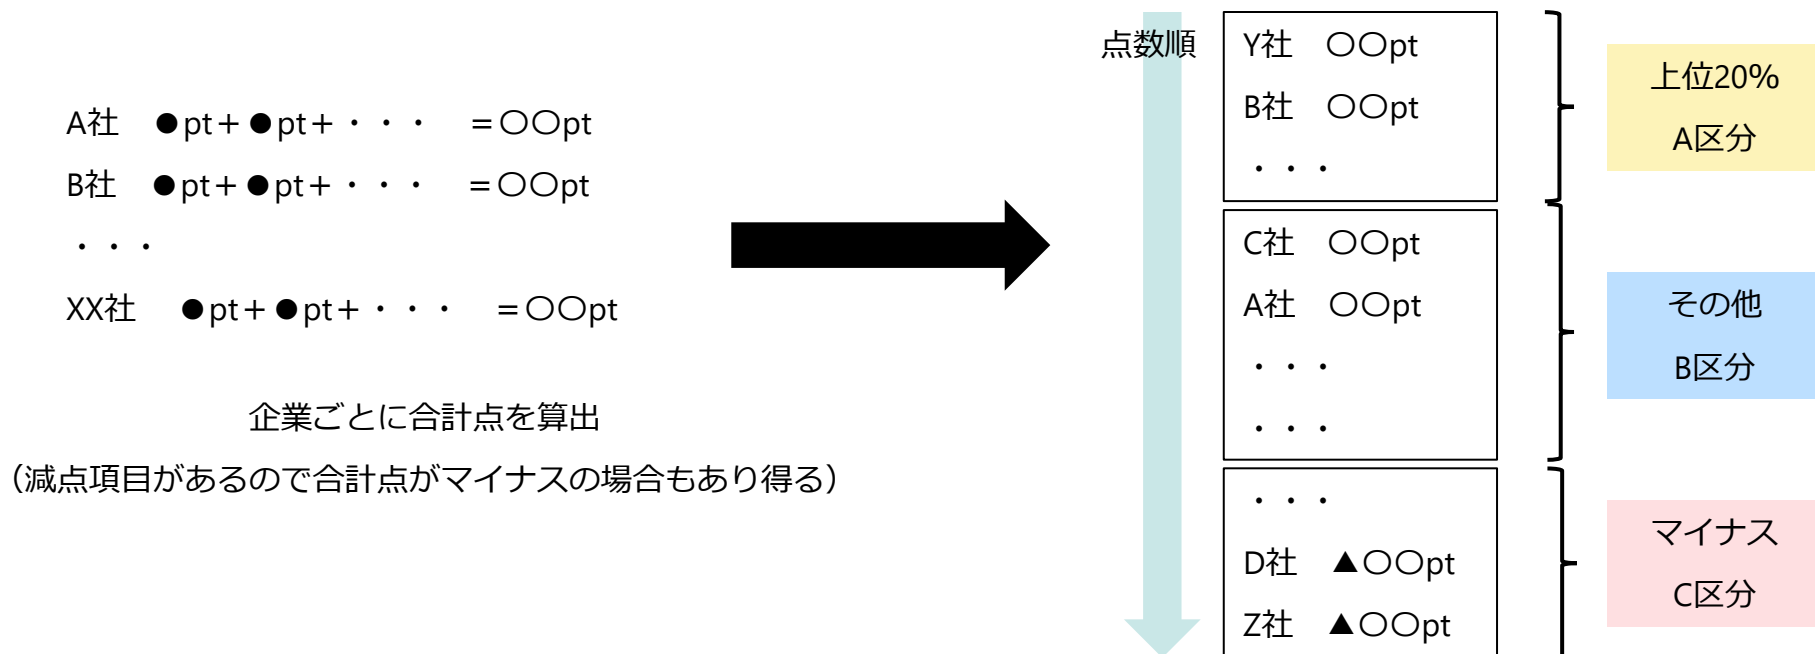 A社　●pt＋●pt＋・・・　＝〇〇pt
B社　●pt＋●pt＋・・・　＝〇〇pt
・・・
XX社　●pt＋●pt＋・・・　＝〇〇pt
企業ごとに合計点を算出
（減点項目があるので合計点がマイナスの場合もあり得る）
点数順
Y社　〇〇pt
B社　〇〇pt
・・・
上位20%
A区分
C社　〇〇pt
A社　〇〇pt
・・・
・・・
その他
B区分
・・・
D社　▲〇〇pt
Z社　▲〇〇pt
マイナス
C区分